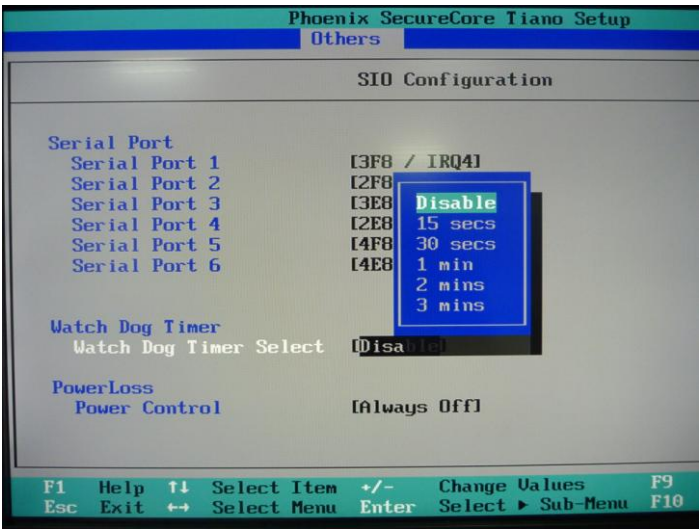 Phoenix SecureCore Tiano Setup
Others
SIO Configuration
Serial Port
Serial Port 1 [3F8 / IRQ4]
Serial Port 2 [2F8
Serial Port 3 [3E8
Serial Port 4 [2E8
Serial Port 5 [4F8
Serial Port 6 [4E8
Disable
15 secs
30 secs
1 min
2 mins
3 mins
Watch Dog Timer
Watch Dog Timer Select [Disable]
PowerLoss
Power Control [Always Off]
F1 Help ↑↓ Select Item +/- Change Values F9
Esc Exit ↔ Select Menu Enter Select ▶ Sub-Menu F10